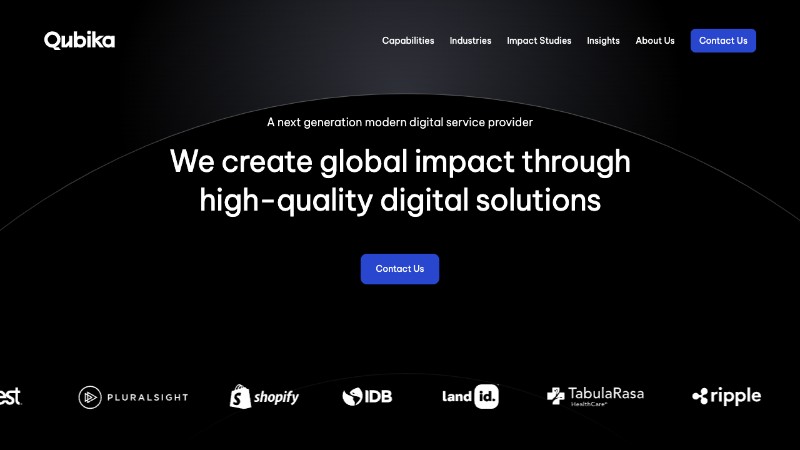 Qubika
Capabilities Industries Impact Studies Insights About Us Contact Us
A next generation modern digital service provider
We create global impact through
high-quality digital solutions
Contact Us
est PLURALSIGHT shopify IDB land id. TabulaRasa ripple
HealthCare